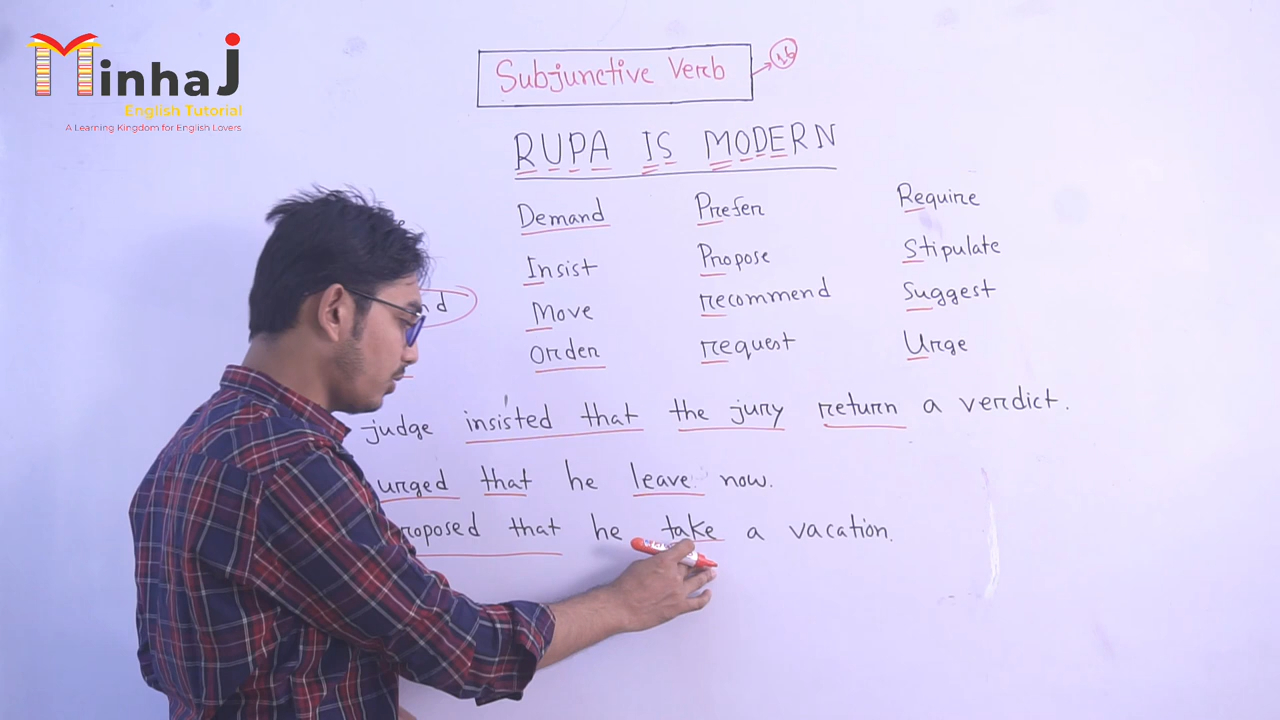 MinhaJ
English Tutorial
A Learning Kingdom for English Lovers
Subjunctive Verb
RUPA IS MODERN
Demand Prefer Require
Insist Propose Stipulate
Move recommend Suggest
Order request Urge
judge insisted that the jury return a verdict.
urged that he leave now.
roposed that he take a vacation.